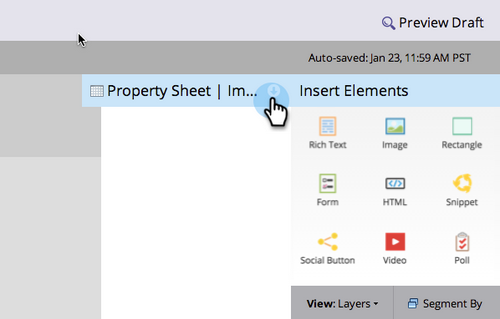 Preview Draft
Auto-saved: Jan 23, 11:59 AM PST
Property Sheet | Im...
Insert Elements
Rich Text
Image
Rectangle
Form
HTML
Snippet
Social Button
Video
Poll
View: Layers
Segment By